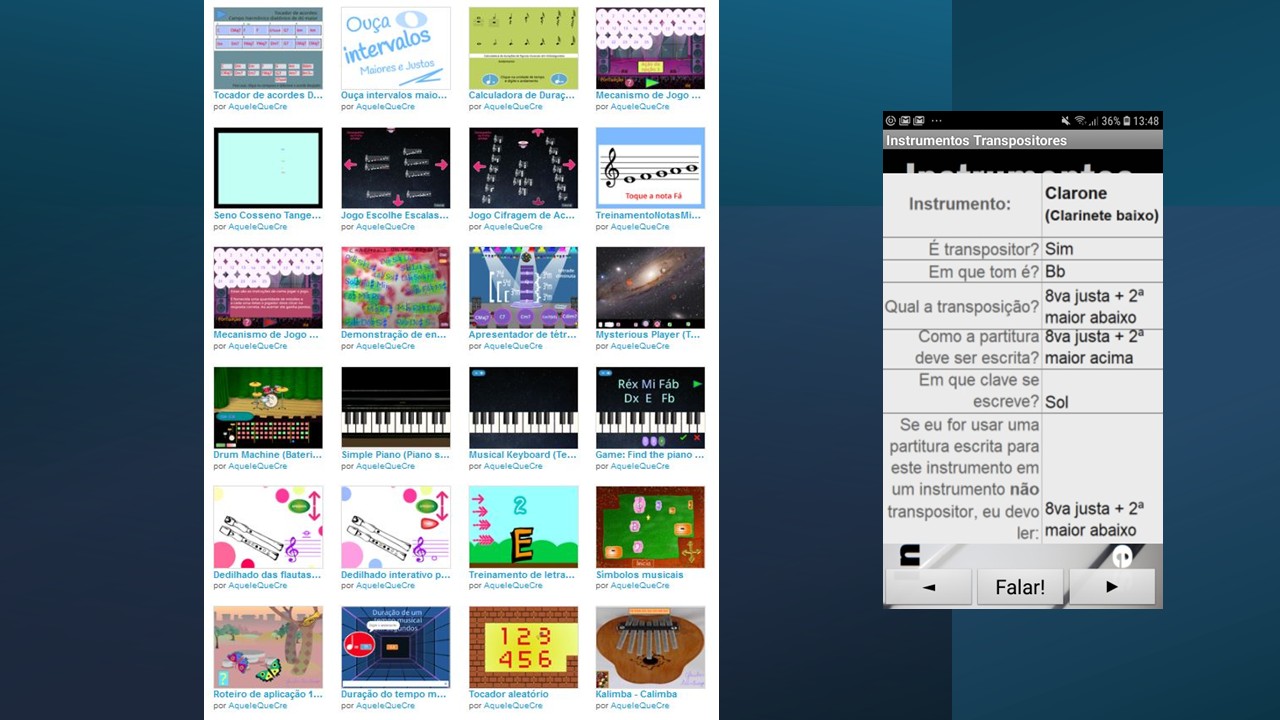 Ouça
intervalos
Maiores e Justos
Tocador de acordes D...
por AqueleQueCre
Ouça intervalos maio...
por AqueleQueCre
Calculadora de Duraç...
por AqueleQueCre
Mecanismo de Jogo ...
por AqueleQueCre
Toque a nota Fá
Seno Cosseno Tange...
por AqueleQueCre
Jogo Escolhe Escalas...
por AqueleQueCre
Jogo Cifragem de Ac...
por AqueleQueCre
TreinamentoNotasMi...
por AqueleQueCre
Mecanismo de Jogo ...
por AqueleQueCre
Demonstração de en...
por AqueleQueCre
Apresentador de tétr...
por AqueleQueCre
Mysterious Player (T...
por AqueleQueCre
Réx Mi Fáb
Dx E Fb
Drum Machine (Bateri...
por AqueleQueCre
Simple Piano (Piano s...
por AqueleQueCre
Musical Keyboard (Te...
por AqueleQueCre
Game: Find the piano ...
por AqueleQueCre
2
E
Início
Dedilhado das flautas...
por AqueleQueCre
Dedilhado interativo p...
por AqueleQueCre
Treinamento de letra...
por AqueleQueCre
Símbolos musicais
por AqueleQueCre
Duração de um
tempo musical
segundos
1 2 3
4 5 6
Roteiro de aplicação 1...
por AqueleQueCre
Duração do tempo m...
por AqueleQueCre
Tocador aleatório
por AqueleQueCre
Kalimba - Calimba
por AqueleQueCre
36% 13:48
Instrumentos Transpositores
Instrumento: Clarone
(Clarinete baixo)
É transpositor? Sim
Em que tom é? Bb
Qual a transposição? 8va justa + 2ª
maior abaixo
Como a partitura 8va justa + 2ª
deve ser escrita? maior acima
Em que clave se
escreve? Sol
Se eu for usar uma
partitura escrita para
este instrumento em
um instrumento não
transpositor, eu devo 8va justa + 2ª
ler: maior abaixo
◄ Falar! ►